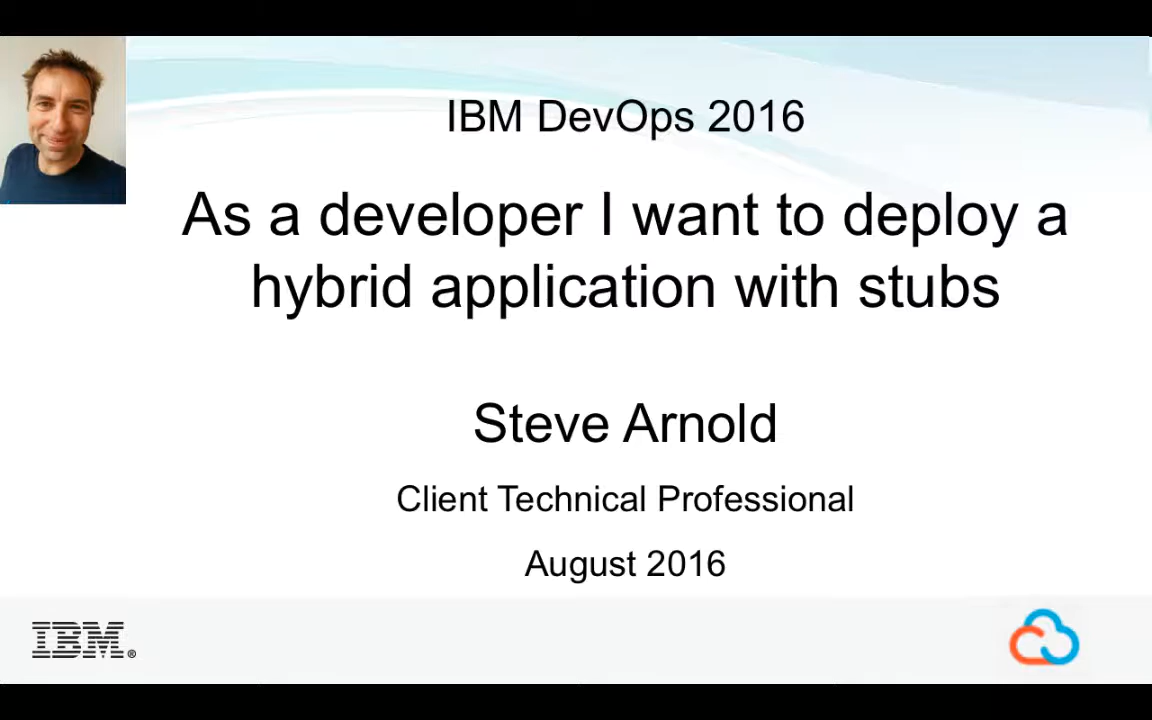 IBM DevOps 2016
As a developer I want to deploy a
hybrid application with stubs
Steve Arnold
Client Technical Professional
August 2016
IBM®